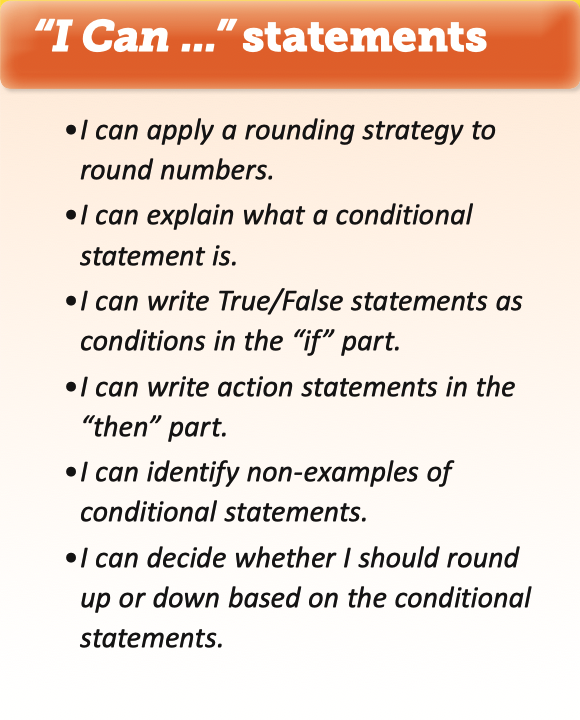 “I Can ...” statements
•I can apply a rounding strategy to
round numbers.
•I can explain what a conditional
statement is.
•I can write True/False statements as
conditions in the “if” part.
•I can write action statements in the
“then” part.
•I can identify non-examples of
conditional statements.
•I can decide whether I should round
up or down based on the conditional
statements.